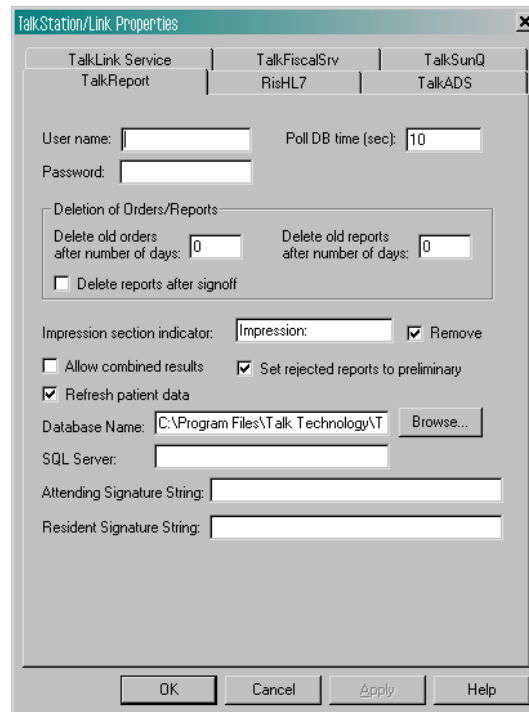 TalkStation/Link Properties
TalkLink Service TalkFiscalSrv TalkSunQ
TalkReport RisHL7 TalkADS
User name: Poll DB time (sec): 10
Password:
Deletion of Orders/Reports
Delete old orders
after number of days: 0
Delete old reports
after number of days: 0
Delete reports after signoff
Impression section indicator: Impression: Remove
Allow combined results Set rejected reports to preliminary
Refresh patient data
Database Name: C:\Program Files\Talk Technology\T Browse...
SQL Server:
Attending Signature String:
Resident Signature String:
OK Cancel Apply Help